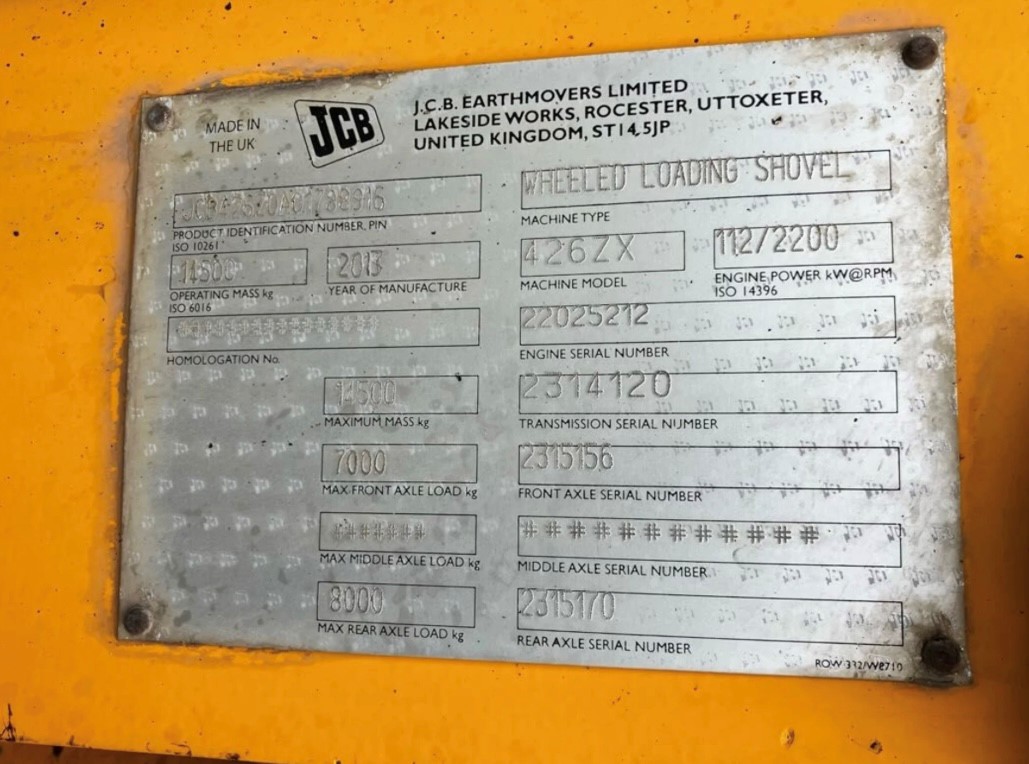 MADE IN
THE UK
JCB
J.C.B. EARTHMOVERS LIMITED
LAKESIDE WORKS, ROCESTER, UTTOXETER,
UNITED KINGDOM, ST14 5JP
PRODUCT IDENTIFICATION NUMBER, PIN
ISO 10261
WHEELED LOADING SHOVEL
MACHINE TYPE
14500
OPERATING MASS kg
ISO 6016
2013
YEAR OF MANUFACTURE
426ZX
MACHINE MODEL
112/2200
ENGINE POWER kW@RPM
ISO 14396
HOMOLOGATION No.
22025212
ENGINE SERIAL NUMBER
14500
MAXIMUM MASS kg
2314120
TRANSMISSION SERIAL NUMBER
7000
MAX FRONT AXLE LOAD kg
2315156
FRONT AXLE SERIAL NUMBER
#######
MAX MIDDLE AXLE LOAD kg
# # # # # # # # # # # # #
MIDDLE AXLE SERIAL NUMBER
8000
MAX REAR AXLE LOAD kg
2315170
REAR AXLE SERIAL NUMBER
ROW 332/W8710